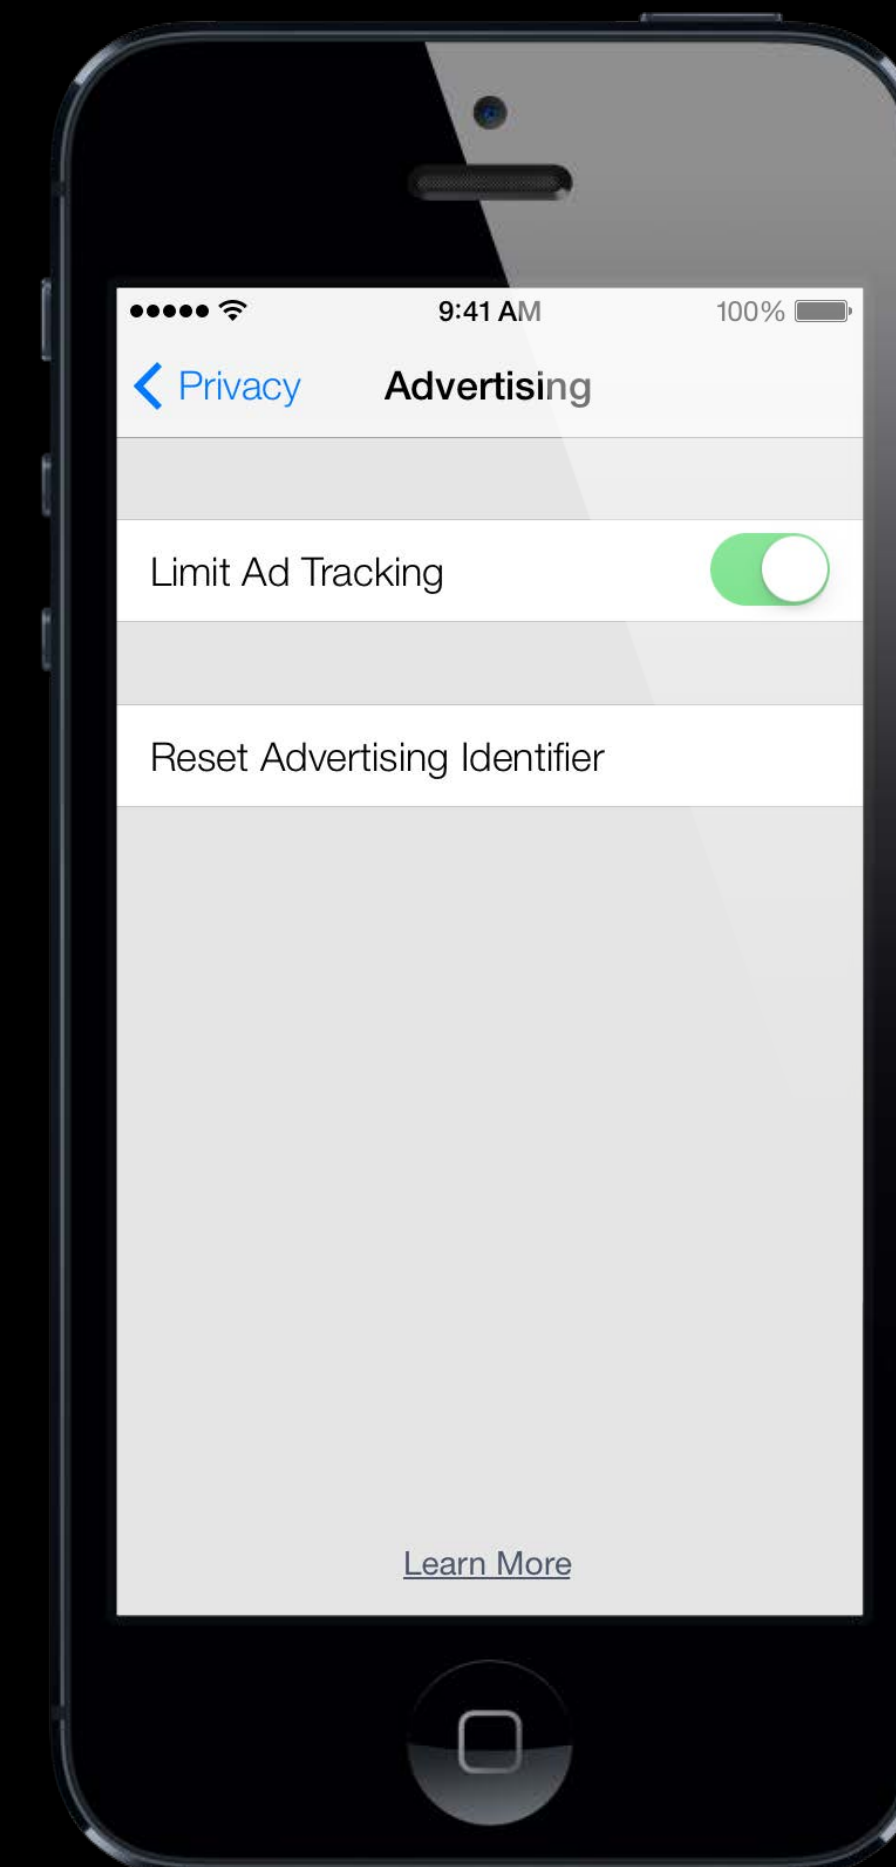 9:41 AM 100%
Privacy Advertising
Limit Ad Tracking
Reset Advertising Identifier
Learn More